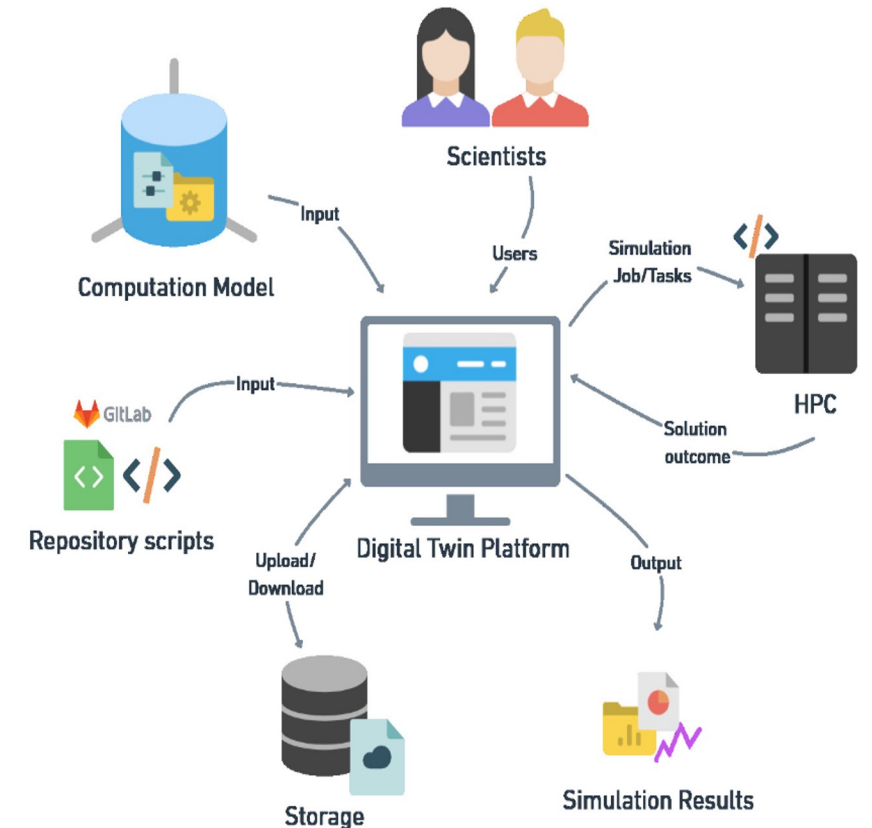 Scientists
Input
Computation Model
Users
Simulation
Job/Tasks
HPC
Input
GitLab
Solution
outcome
Repository scripts
Digital Twin Platform
Upload/
Download
Output
Storage
Simulation Results